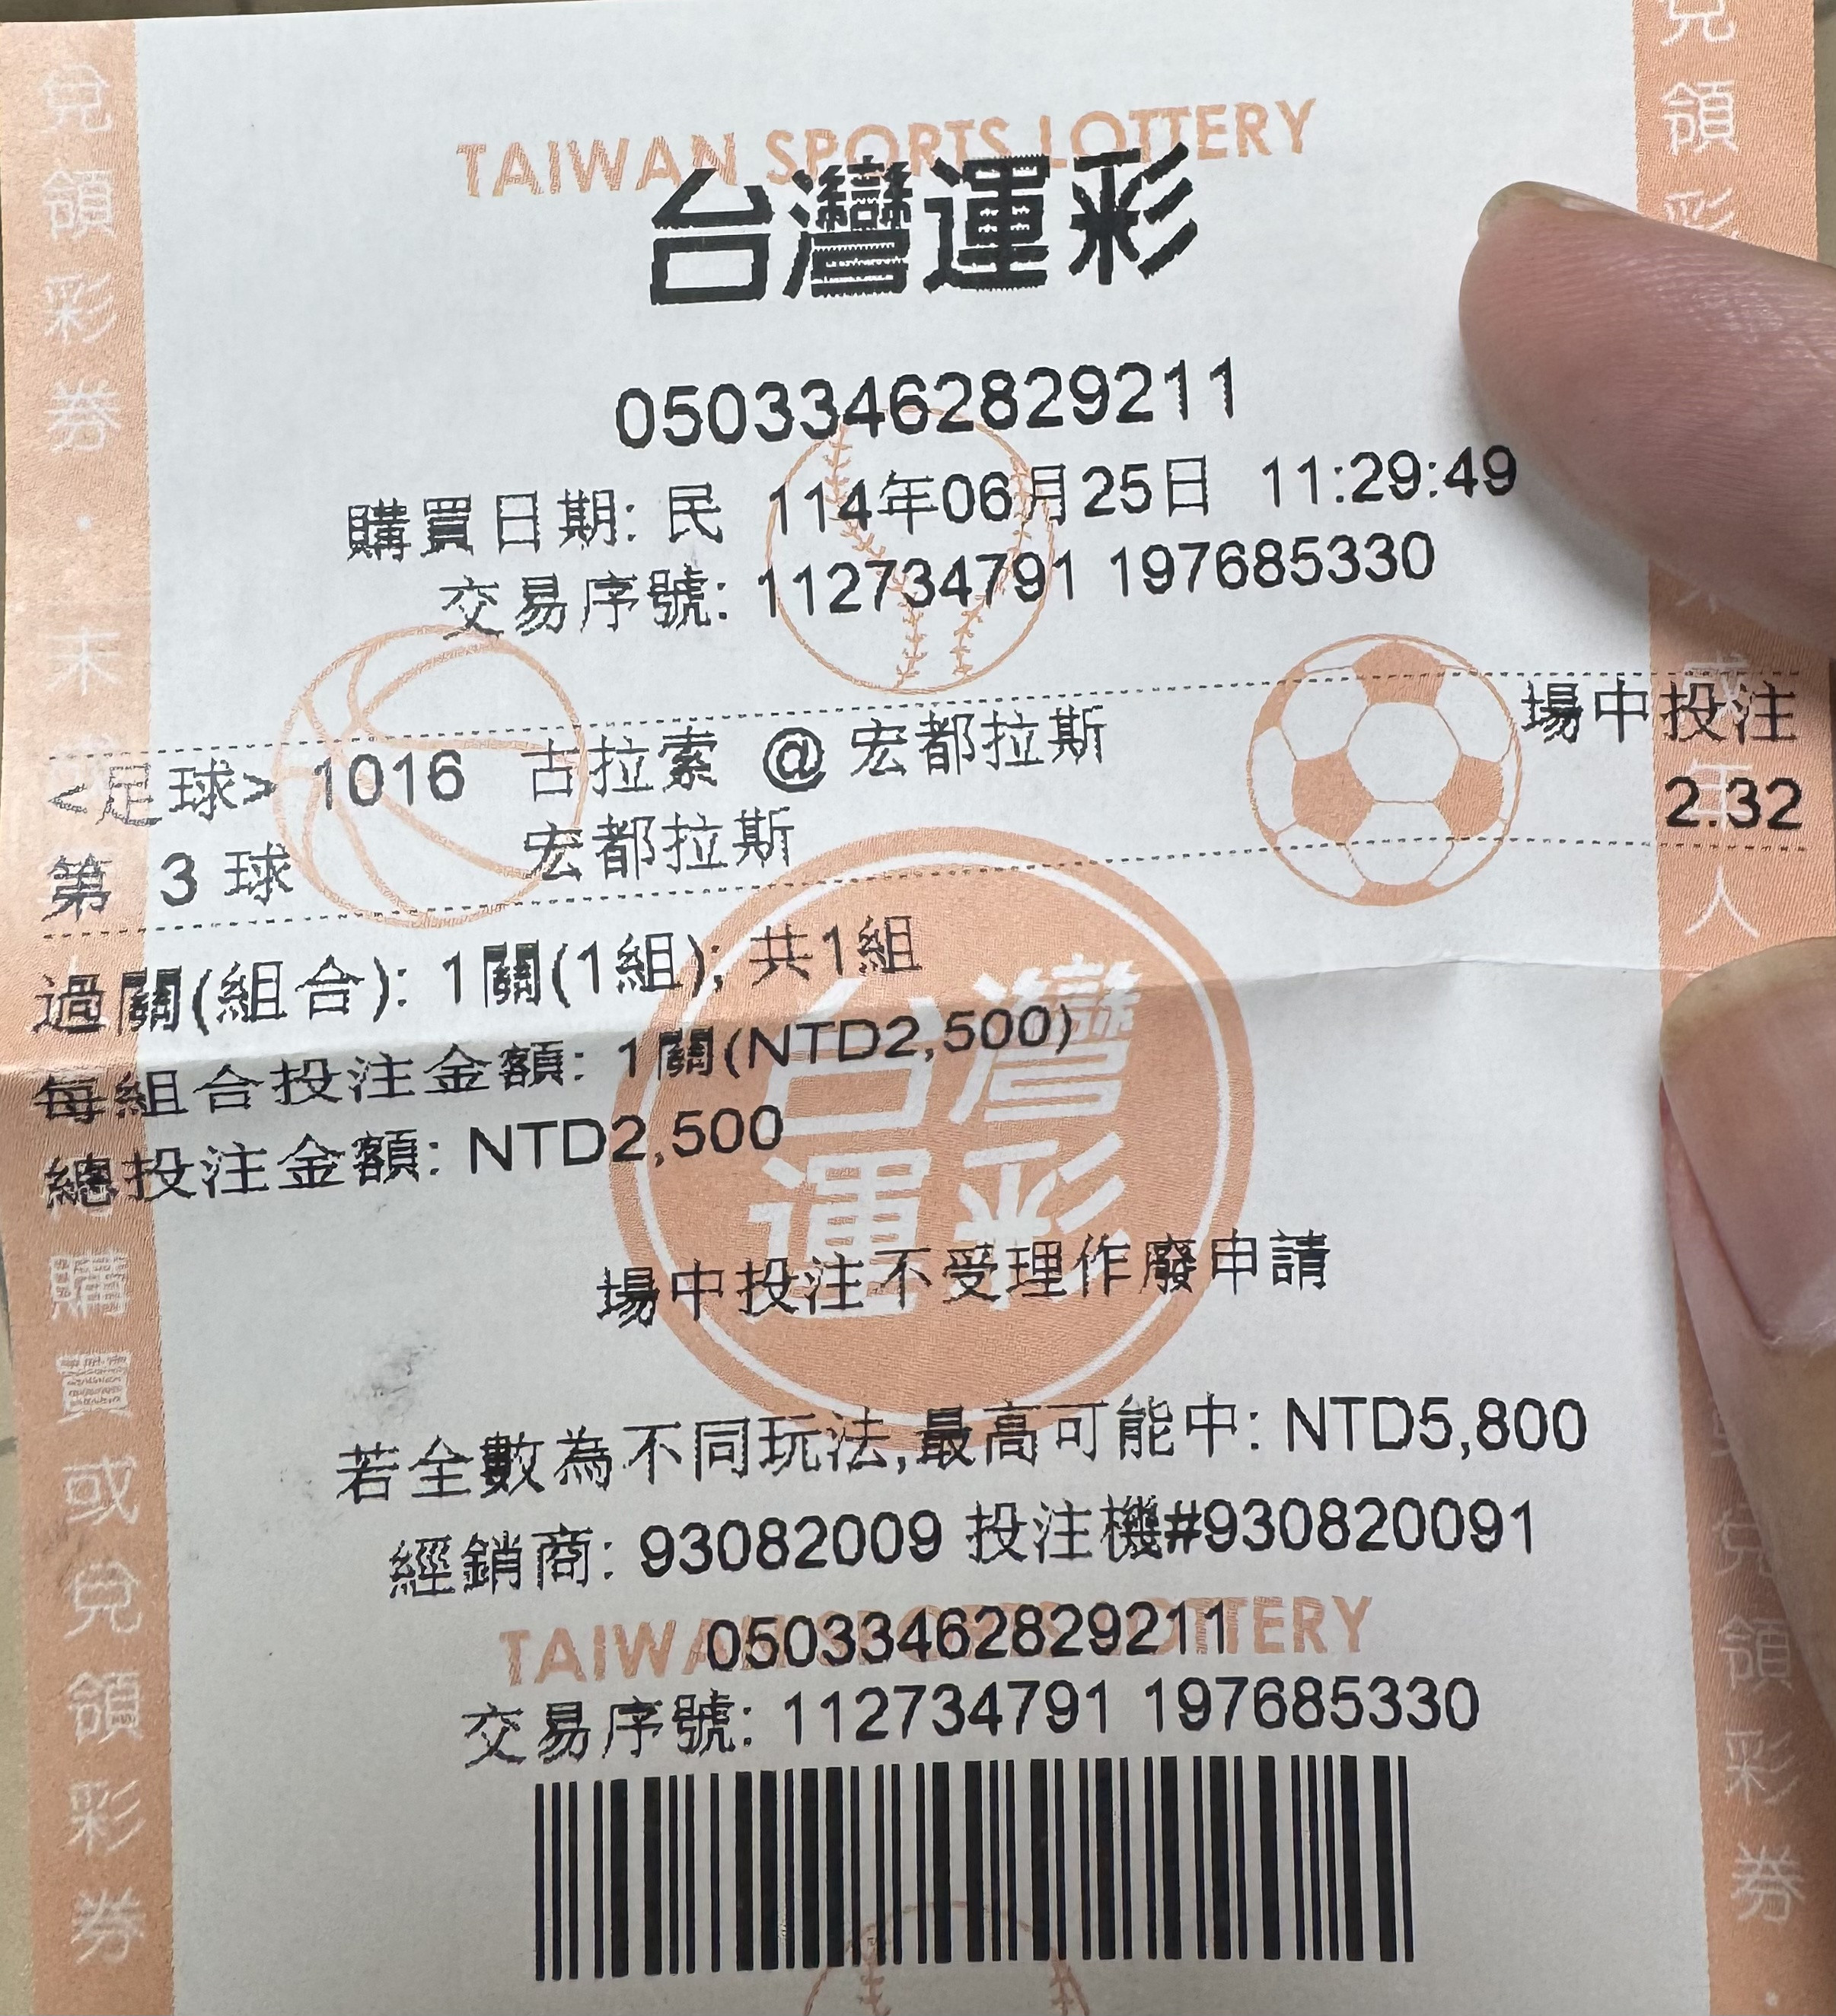 TAIWAN SPORTS LOTTERY
台灣運彩
05033462829211
購買日期: 民 114年06月25日 11:29:49
交易序號: 112734791 197685330
場中投注
<足球> 1016 古拉索 @ 宏都拉斯
2.32
第 3 球 宏都拉斯
過關(組合): 1關(1組); 共1組
每組合投注金額: 1關(NTD2,500)
總投注金額: NTD2,500
台灣
運彩
場中投注不受理作廢申請
若全數為不同玩法,最高可能中: NTD5,800
經銷商: 93082009 投注機#930820091
05033462829211
交易序號: 112734791 197685330
兌領彩券・未
購買或兌領彩券
兌領彩
人
兌領彩券